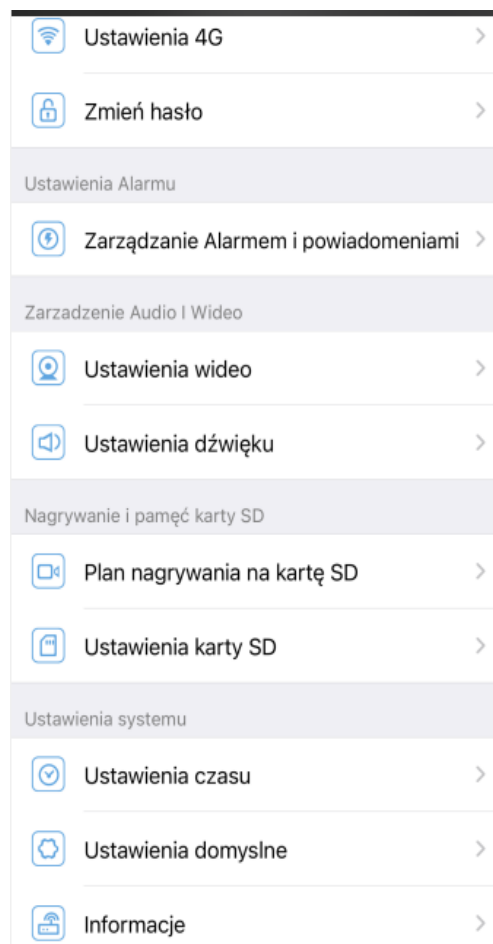 Ustawienia 4G
Zmień hasło
Ustawienia Alarmu
Zarządzanie Alarmem i powiadomeniami
Zarzadzenie Audio I Wideo
Ustawienia wideo
Ustawienia dźwięku
Nagrywanie i pamęć karty SD
Plan nagrywania na kartę SD
Ustawienia karty SD
Ustawienia systemu
Ustawienia czasu
Ustawienia domyslne
Informacje